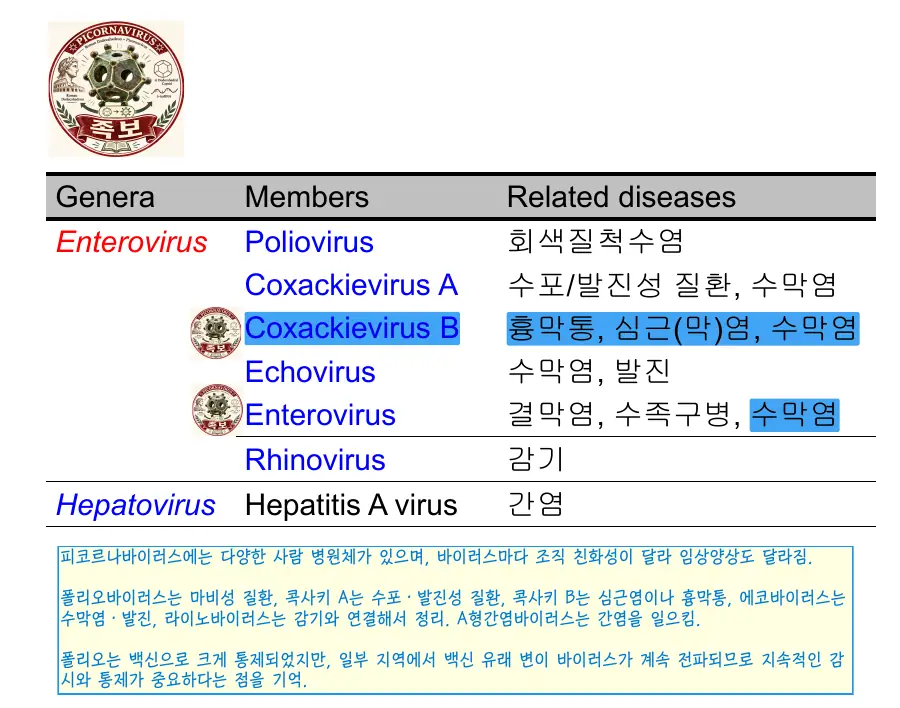 PICORNAVIRUS
족보
Genera Members Related diseases
Enterovirus Poliovirus 회색질척수염
Coxackievirus A 수포/발진성 질환, 수막염
족보
Coxackievirus B 흉막통, 심근(막)염, 수막염
Echovirus 수막염, 발진
족보
Enterovirus 결막염, 수족구병, 수막염
Rhinovirus 감기
Hepatovirus Hepatitis A virus 간염
피코르나바이러스에는 다양한 사람 병원체가 있으며, 바이러스마다 조직 친화성이 달라 임상양상도 달라짐.
폴리오바이러스는 마비성 질환, 콕사키 A는 수포·발진성 질환, 콕사키 B는 심근염이나 흉막통, 에코바이러스는
수막염·발진, 라이노바이러스는 감기와 연결해서 정리. A형간염바이러스는 간염을 일으킴.
폴리오는 백신으로 크게 통제되었지만, 일부 지역에서 백신 유래 변이 바이러스가 계속 전파되므로 지속적인 감
시와 통제가 중요하다는 점을 기억.